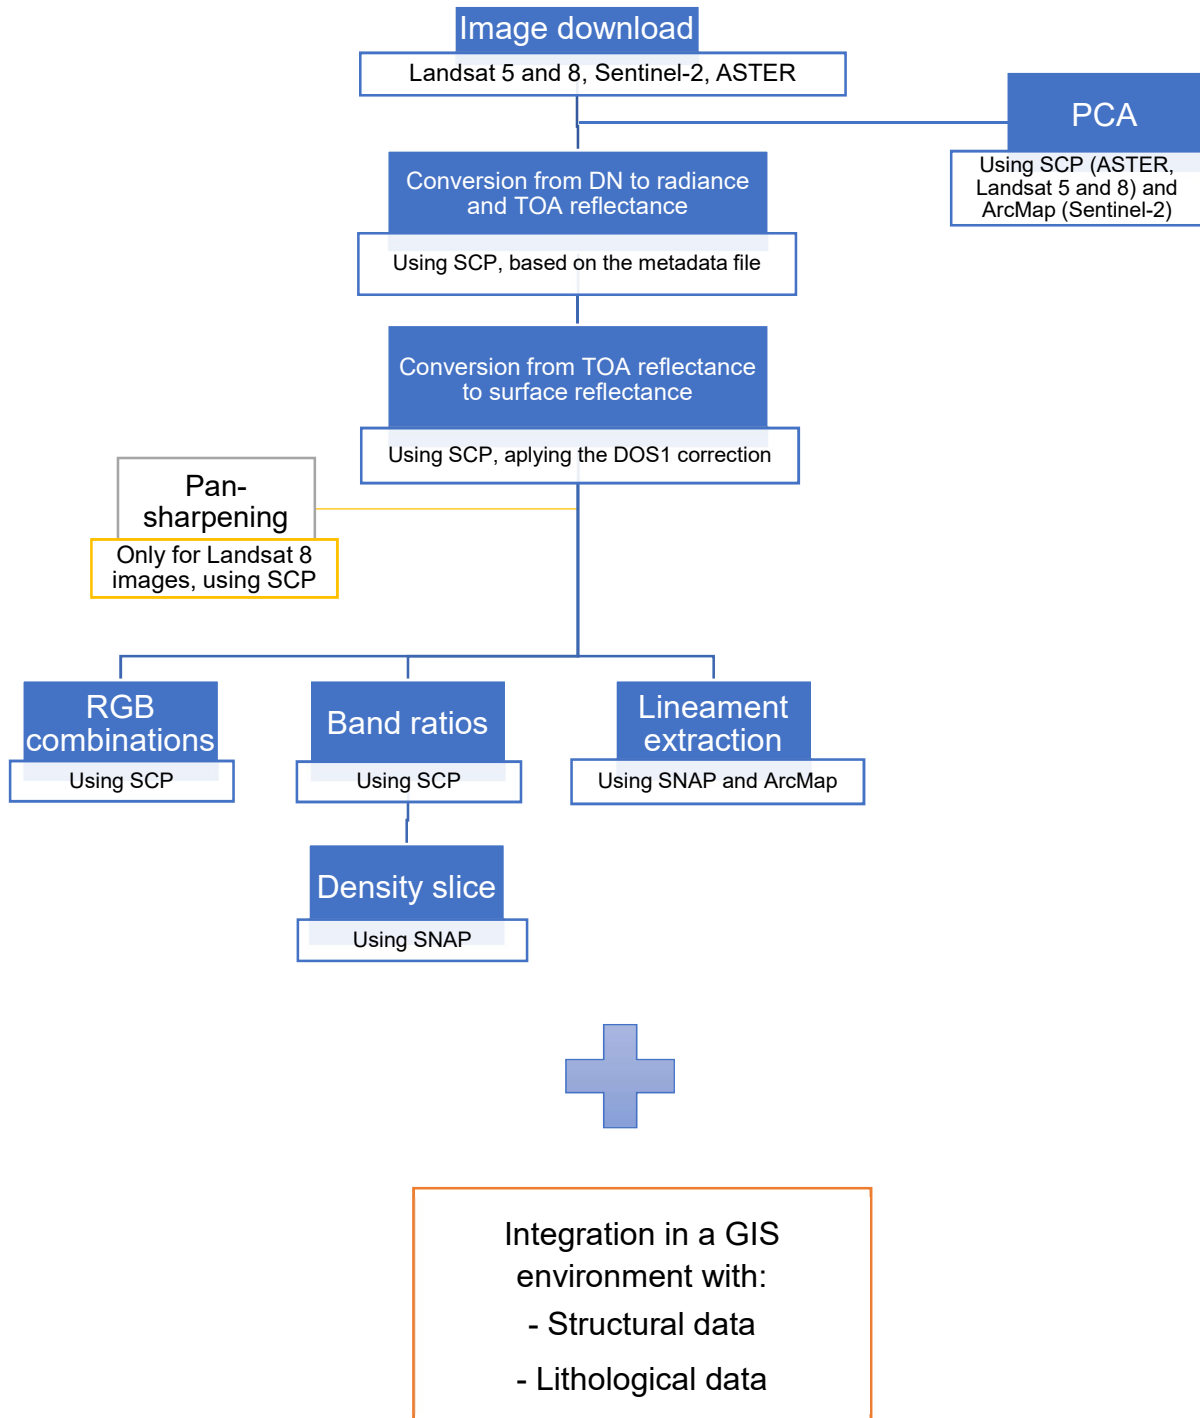 Image download
Landsat 5 and 8, Sentinel-2, ASTER
PCA
Using SCP (ASTER,
Landsat 5 and 8) and
ArcMap (Sentinel-2)
Conversion from DN to radiance
and TOA reflectance
Using SCP, based on the metadata file
Conversion from TOA reflectance
to surface reflectance
Using SCP, aplying the DOS1 correction
Pan-
sharpening
Only for Landsat 8
images, using SCP
RGB
combinations
Using SCP
Band ratios
Using SCP
Lineament
extraction
Using SNAP and ArcMap
Density slice
Using SNAP
Integration in a GIS
environment with:
- Structural data
- Lithological data